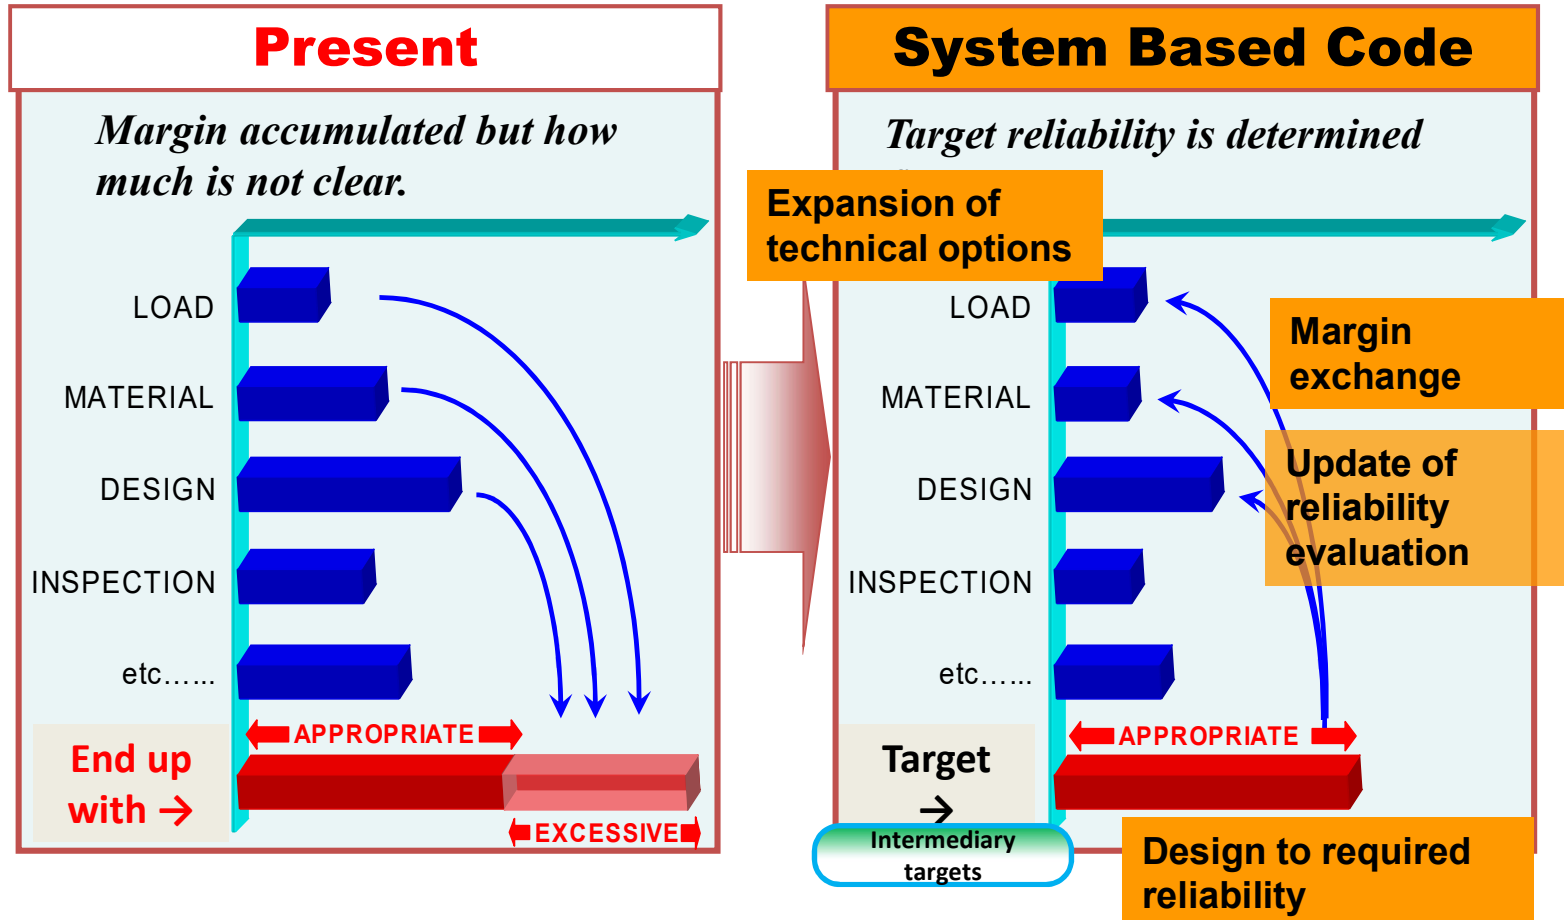 Present
Margin accumulated but how
much is not clear.
LOAD
MATERIAL
DESIGN
INSPECTION
etc…...
End up
with →
APPROPRIATE
EXCESSIVE
System Based Code
Target reliability is determined
Expansion of
technical options
LOAD
MATERIAL
DESIGN
INSPECTION
etc…...
Margin
exchange
Update of
reliability
evaluation
Target
→
APPROPRIATE
Intermediary
targets
Design to required
reliability